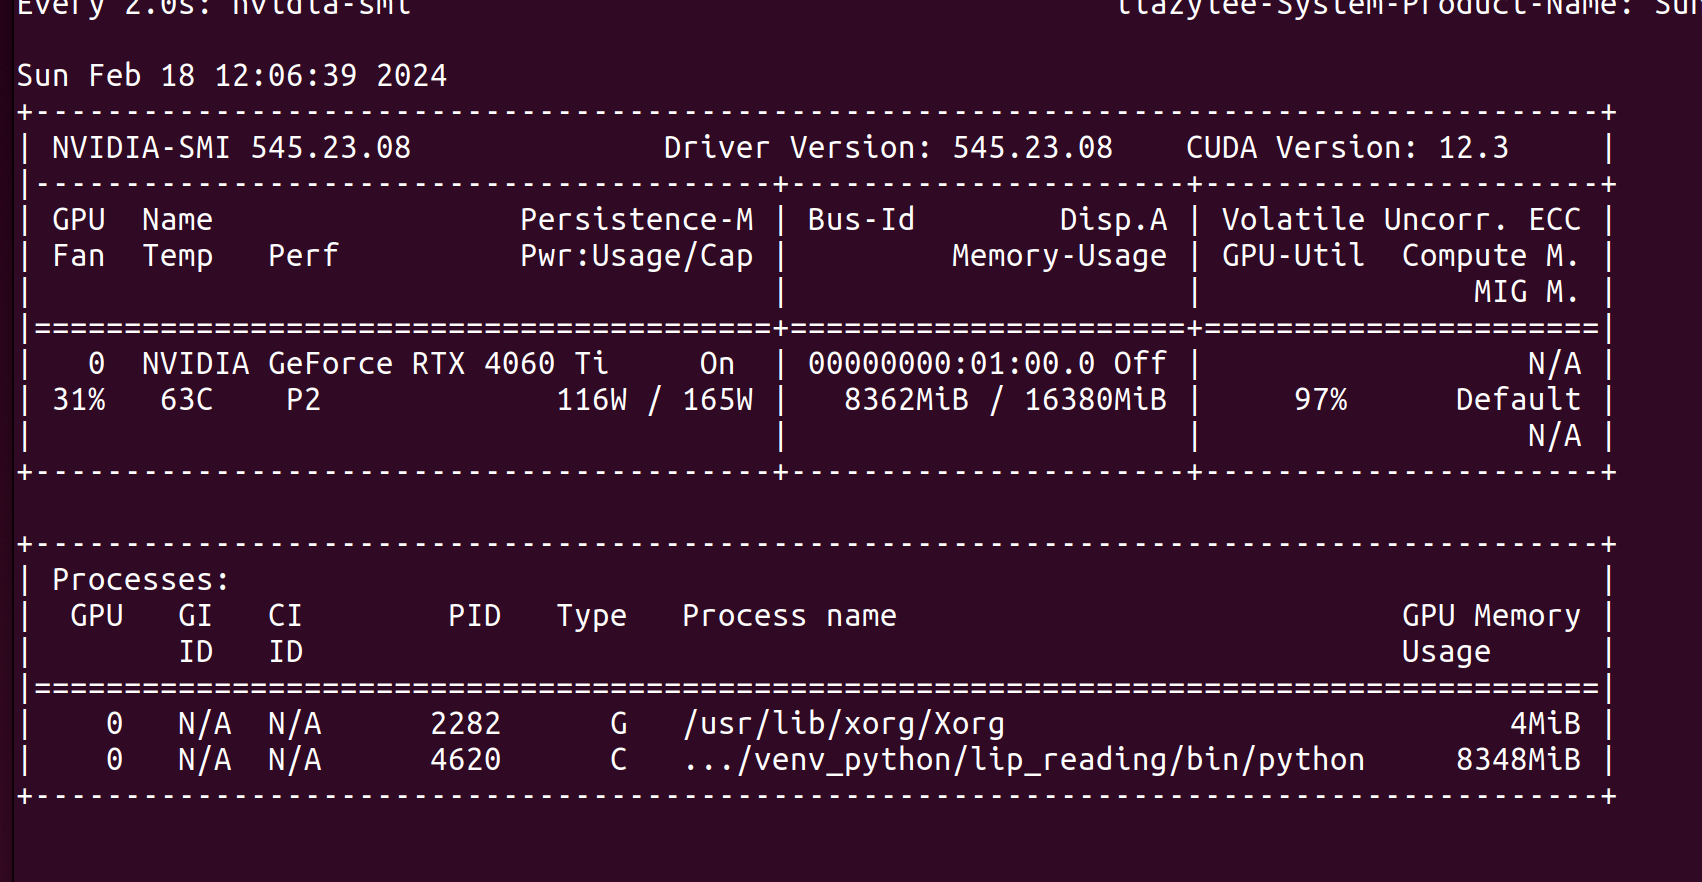 Every 2.0s: nvidia-smi                                       llazylee-System-Product-Name: Sun
Sun Feb 18 12:06:39 2024
+---------------------------------------------------------------------------------------+
| NVIDIA-SMI 545.23.08              Driver Version: 545.23.08    CUDA Version: 12.3     |
|-----------------------------------------+----------------------+----------------------+
| GPU  Name                 Persistence-M | Bus-Id        Disp.A | Volatile Uncorr. ECC |
| Fan  Temp   Perf          Pwr:Usage/Cap |         Memory-Usage | GPU-Util  Compute M. |
|                                         |                      |               MIG M. |
|=========================================+======================+======================|
|   0  NVIDIA GeForce RTX 4060 Ti     On  | 00000000:01:00.0 Off |                  N/A |
| 31%   63C    P2             116W / 165W |   8362MiB / 16380MiB |     97%      Default |
|                                         |                      |                  N/A |
+-----------------------------------------+----------------------+----------------------+
+---------------------------------------------------------------------------------------+
| Processes:                                                                            |
|  GPU   GI   CI        PID   Type   Process name                            GPU Memory |
|        ID   ID                                                             Usage      |
|=======================================================================================|
|    0   N/A  N/A      2282      G   /usr/lib/xorg/Xorg                            4MiB |
|    0   N/A  N/A      4620      C   .../venv_python/lip_reading/bin/python     8348MiB |
+---------------------------------------------------------------------------------------+